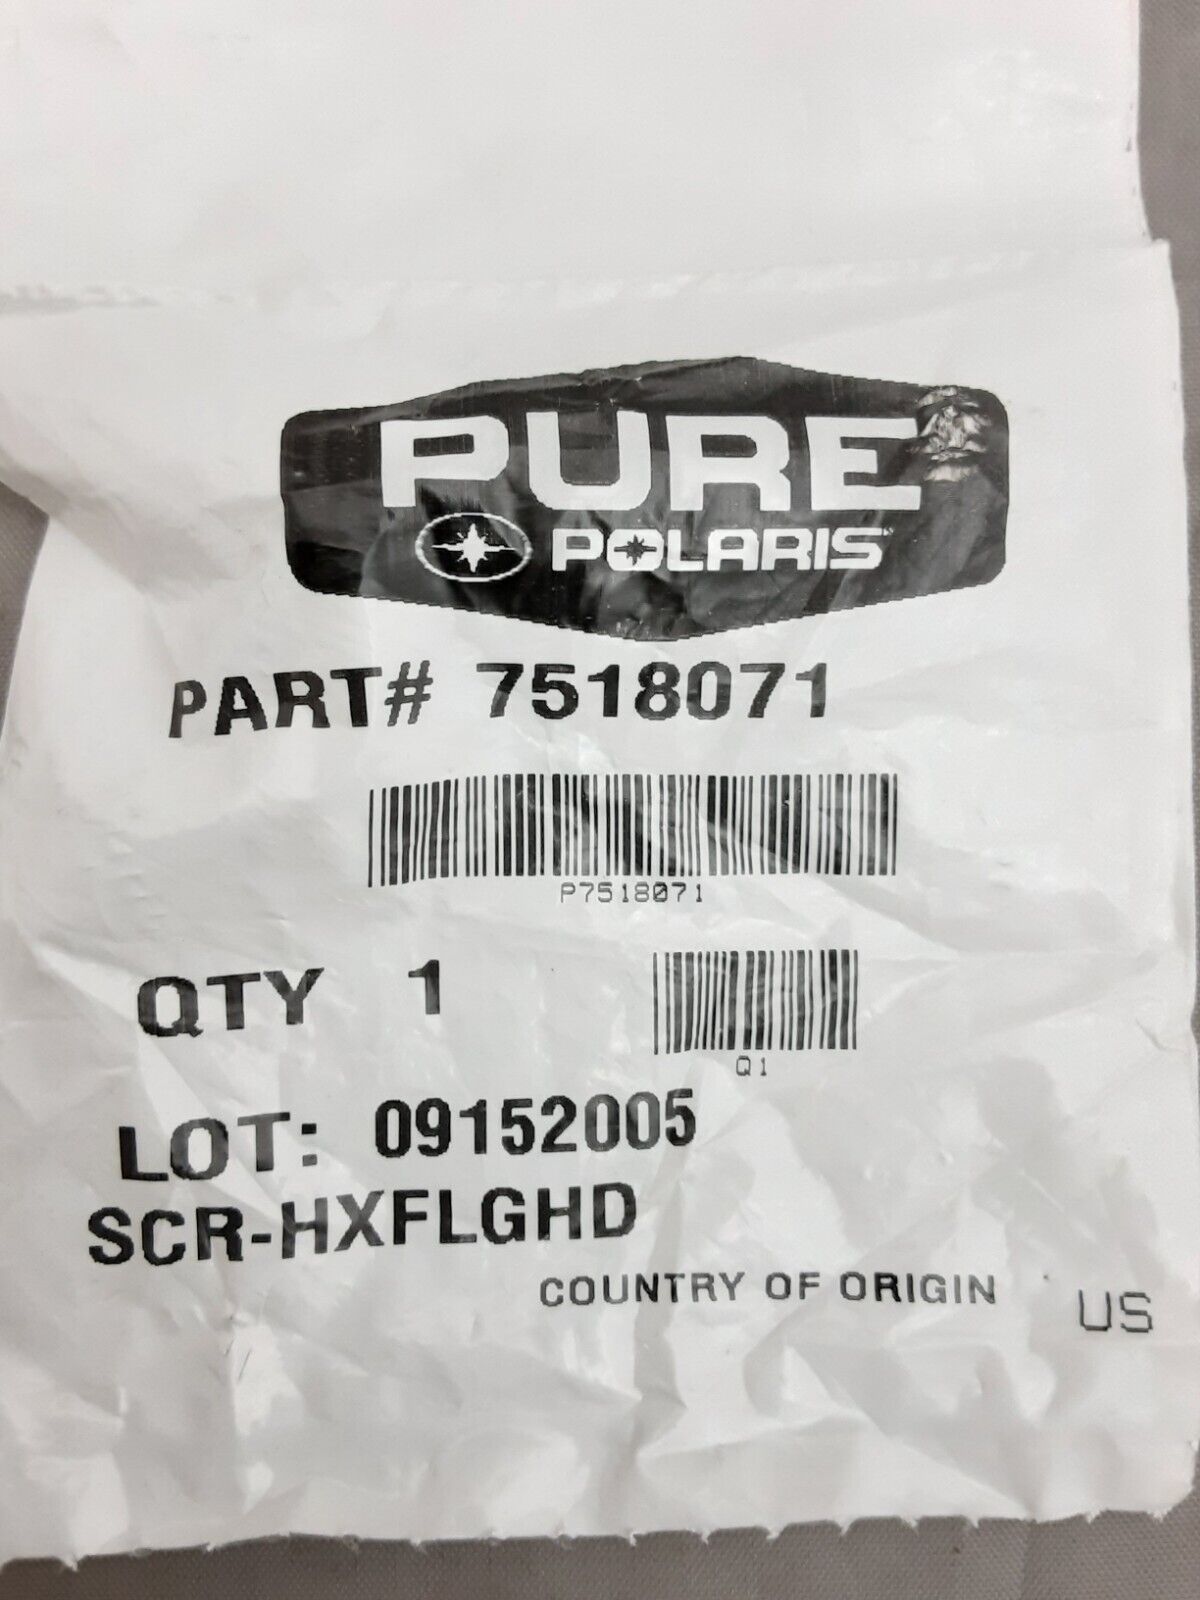 PURE
POLARIS
PART# 7518071
P7518071
QTY 1
Q1
LOT: 09152005
SCR-HXFLGHD
COUNTRY OF ORIGIN US